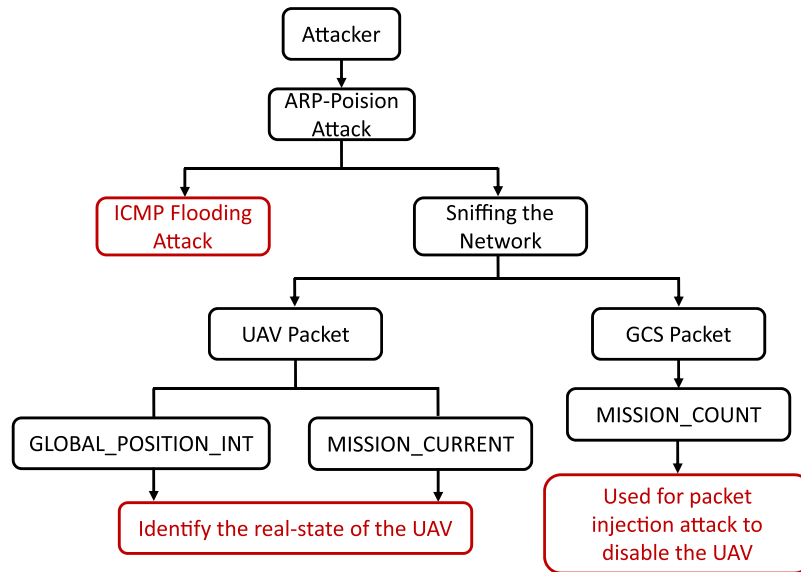 Attacker
ARP-Poision
Attack
ICMP Flooding
Attack
Sniffing the
Network
UAV Packet
GCS Packet
GLOBAL_POSITION_INT
MISSION_CURRENT
MISSION_COUNT
Identify the real-state of the UAV
Used for packet
injection attack to
disable the UAV